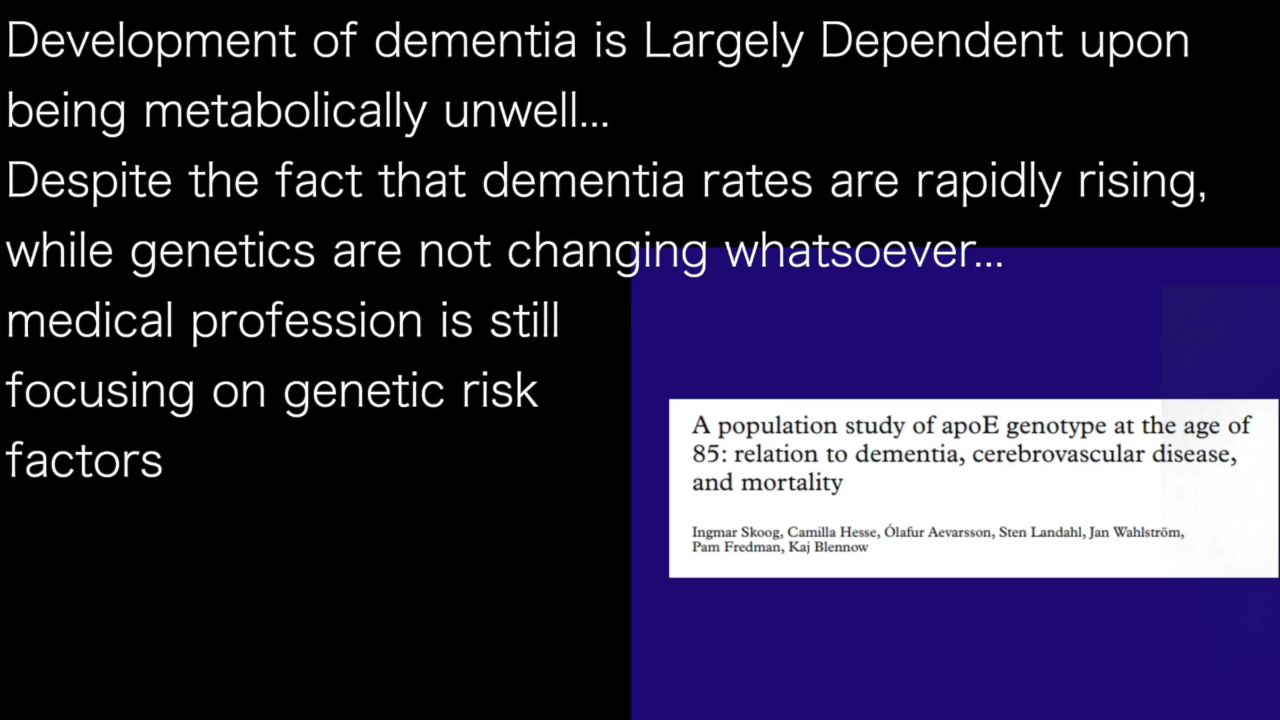 Development of dementia is Largely Dependent upon
being metabolically unwell...
Despite the fact that dementia rates are rapidly rising,
while genetics are not changing whatsoever...
medical profession is still
focusing on genetic risk
factors
A population study of apoE genotype at the age of
85: relation to dementia, cerebrovascular disease,
and mortality
Ingmar Skoog, Camilla Hesse, Ólafur Aevarsson, Sten Landahl, Jan Wahlström,
Pam Fredman, Kaj Blennow